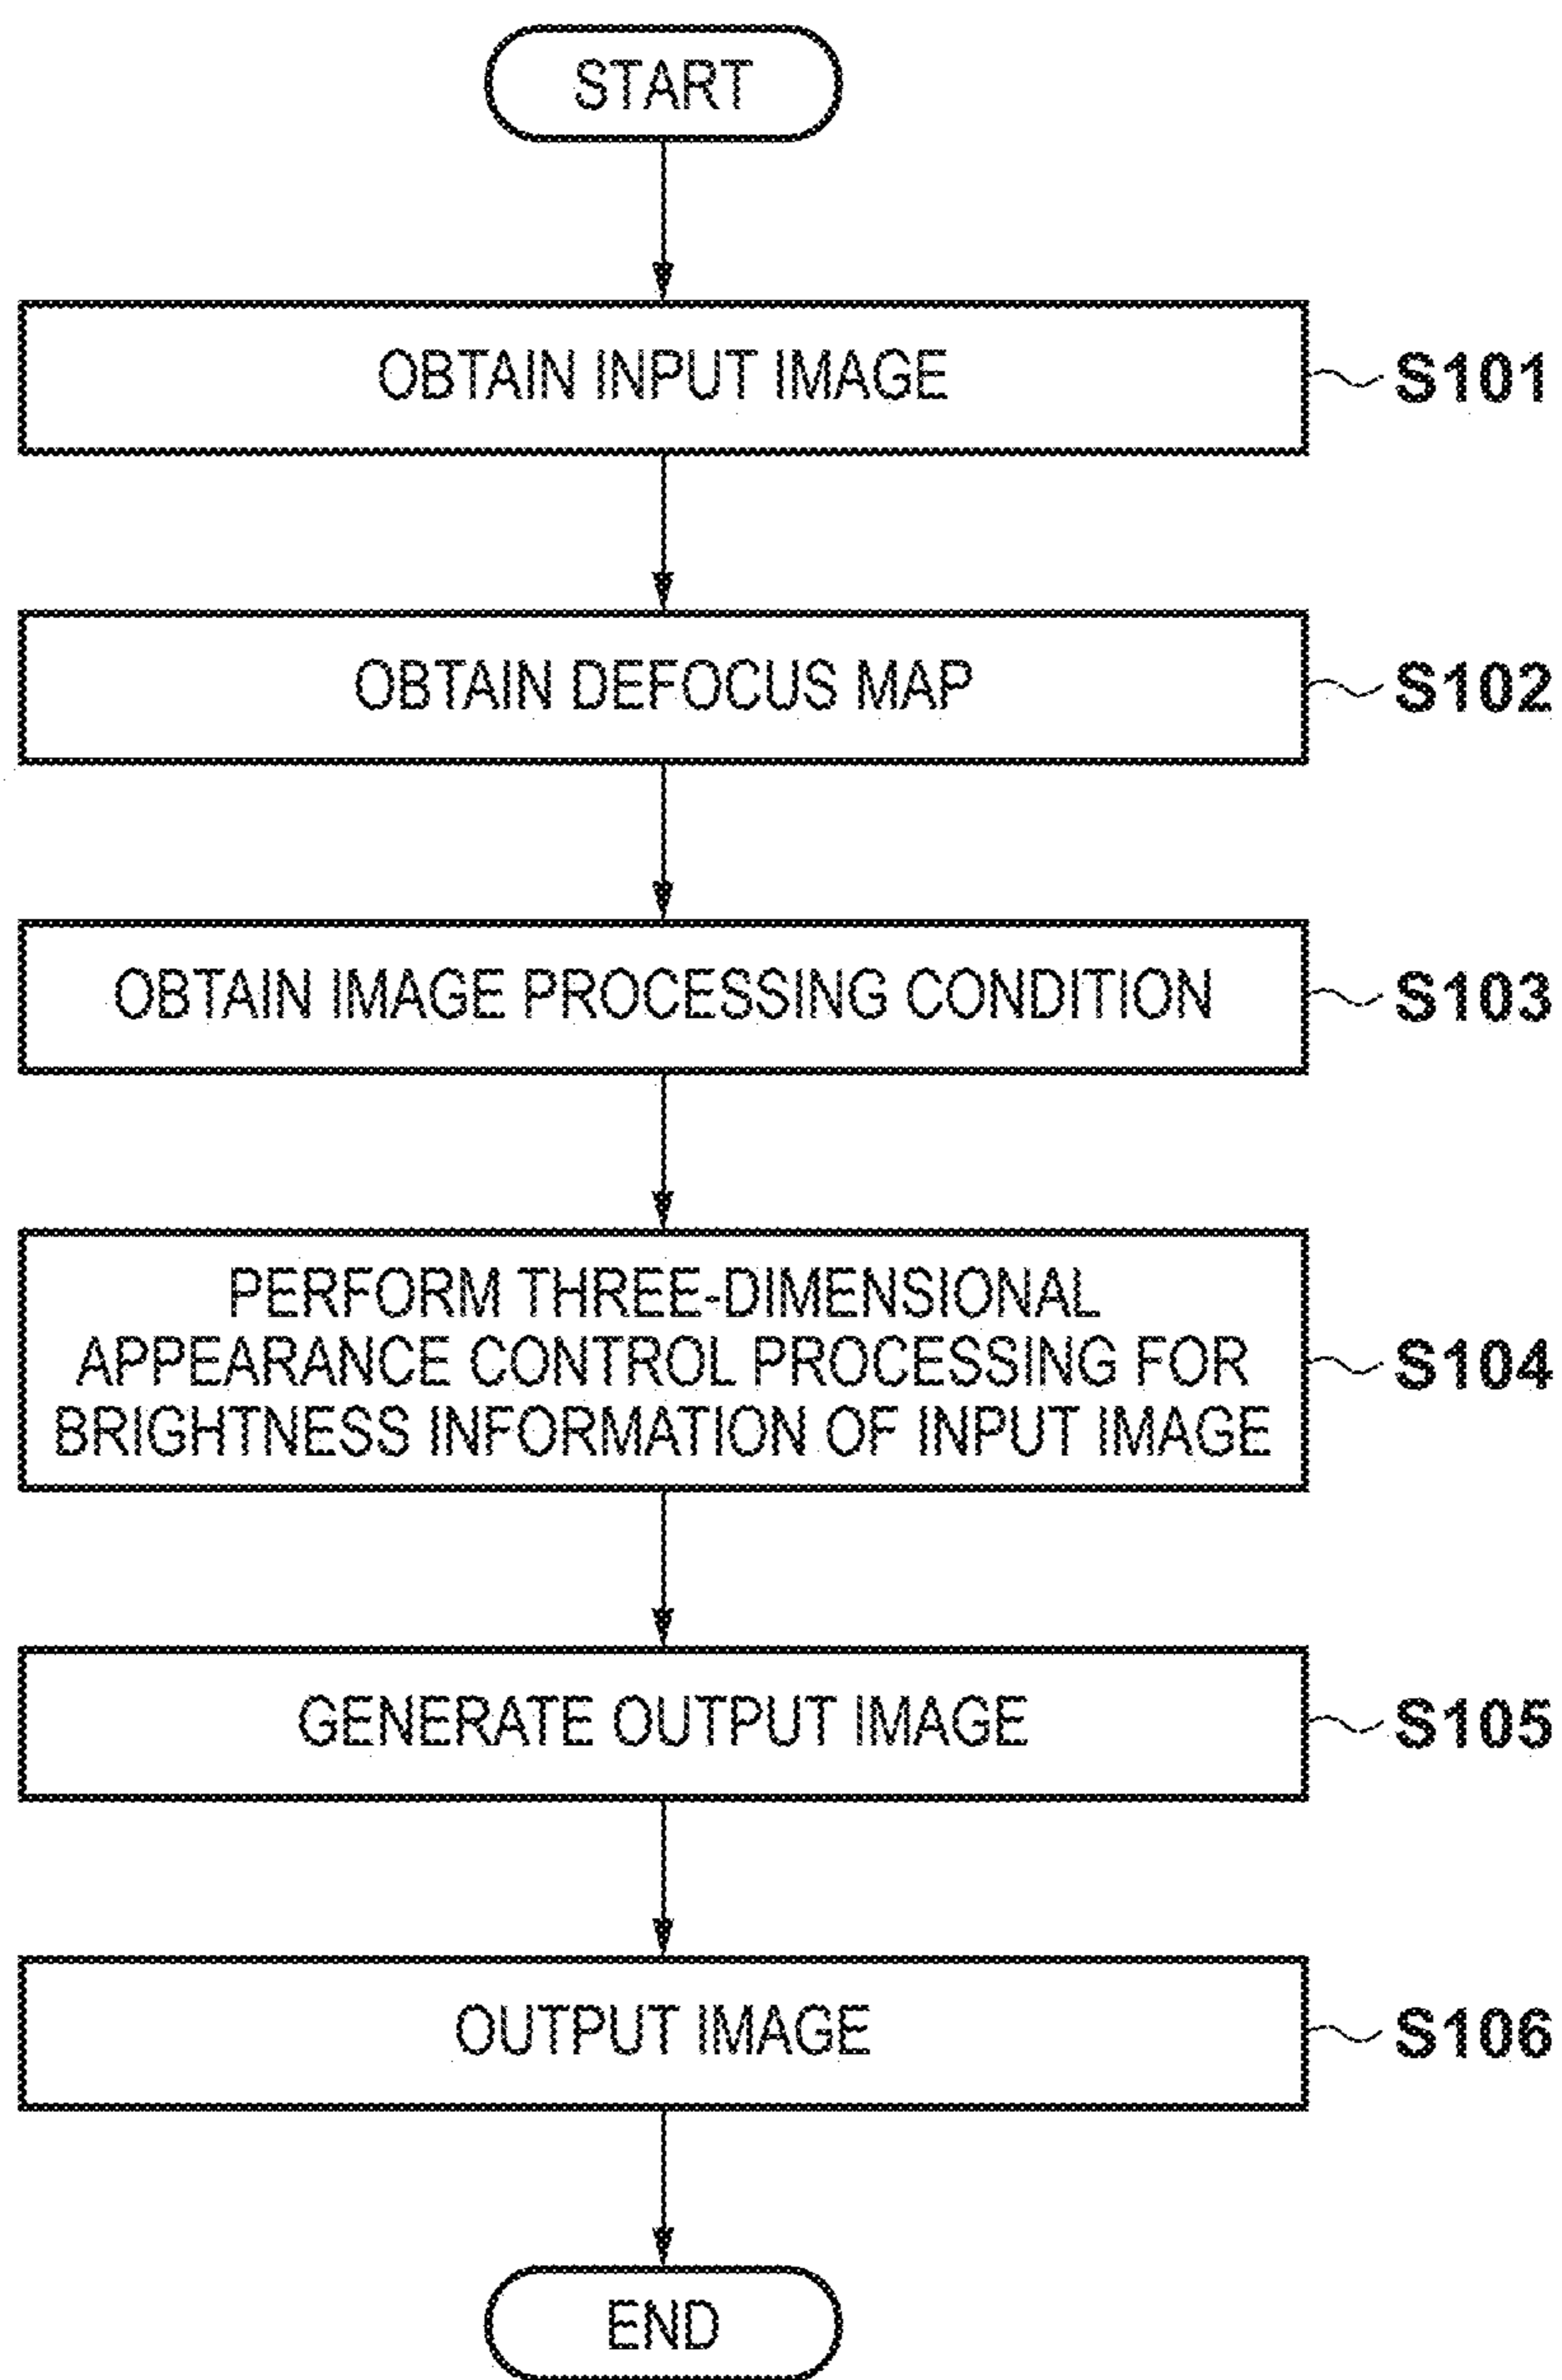 START
OBTAIN INPUT IMAGE
S101
OBTAIN DEFOCUS MAP
S102
OBTAIN IMAGE PROCESSING CONDITION
S103
PERFORM THREE-DIMENSIONAL
APPEARANCE CONTROL PROCESSING FOR
BRIGHTNESS INFORMATION OF INPUT IMAGE
S104
GENERATE OUTPUT IMAGE
S105
OUTPUT IMAGE
S106
END